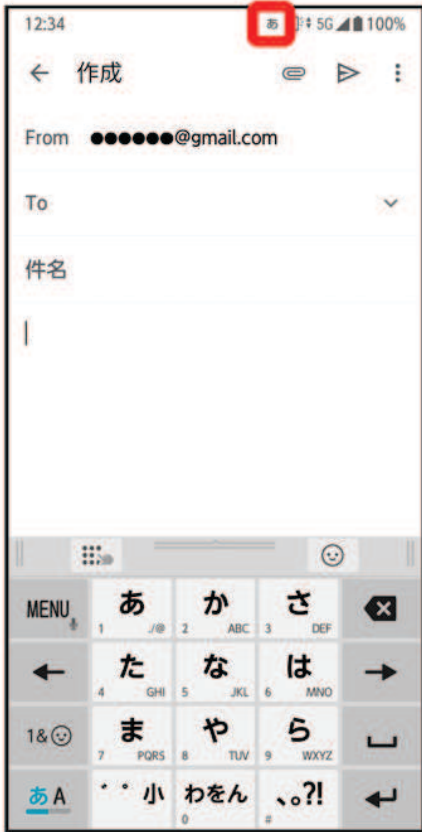 12:34 あ 5G 100%
作成
From ●●●●●●@gmail.com
To
件名
MENU あ 1 ./@ か 2 ABC さ 3 DEF
た 4 GHI な 5 JKL は 6 MNO
1& ま 7 PQRS や 8 TUV ら 9 WXYZ
あA ゛゜小 わをん 0 、。?! #